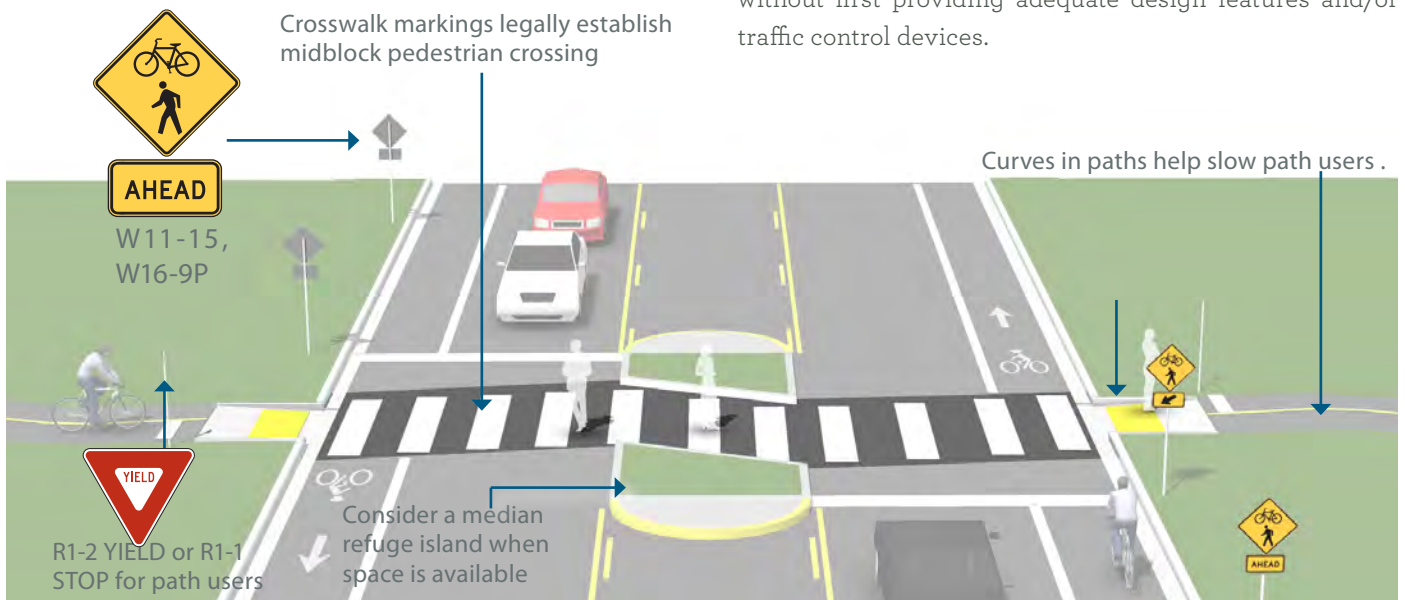 without first providing adequate design features and/or
traffic control devices.
Crosswalk markings legally establish
midblock pedestrian crossing
AHEAD
W11-15,
W16-9P
Curves in paths help slow path users .
YIELD
R1-2 YIELD or R1-1
STOP for path users
Consider a median
refuge island when
space is available
AHEAD